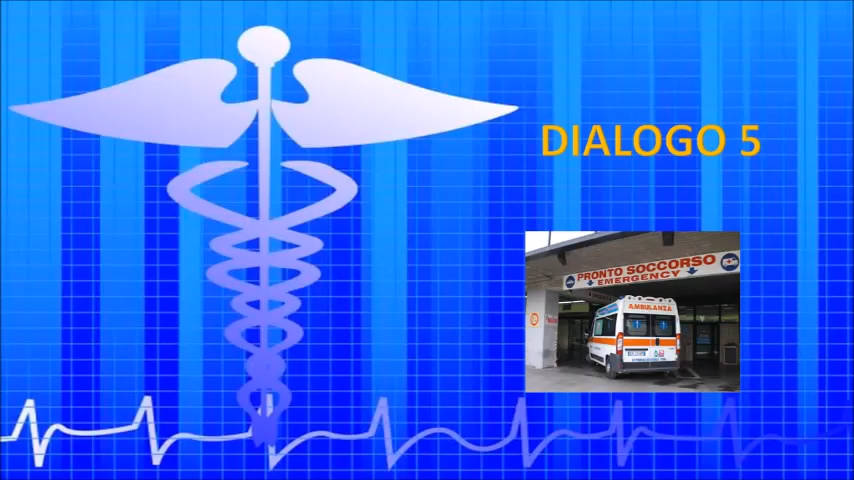 DIALOGO 5
PRONTO SOCCORSO
EMERGENCY
AMBULANZA